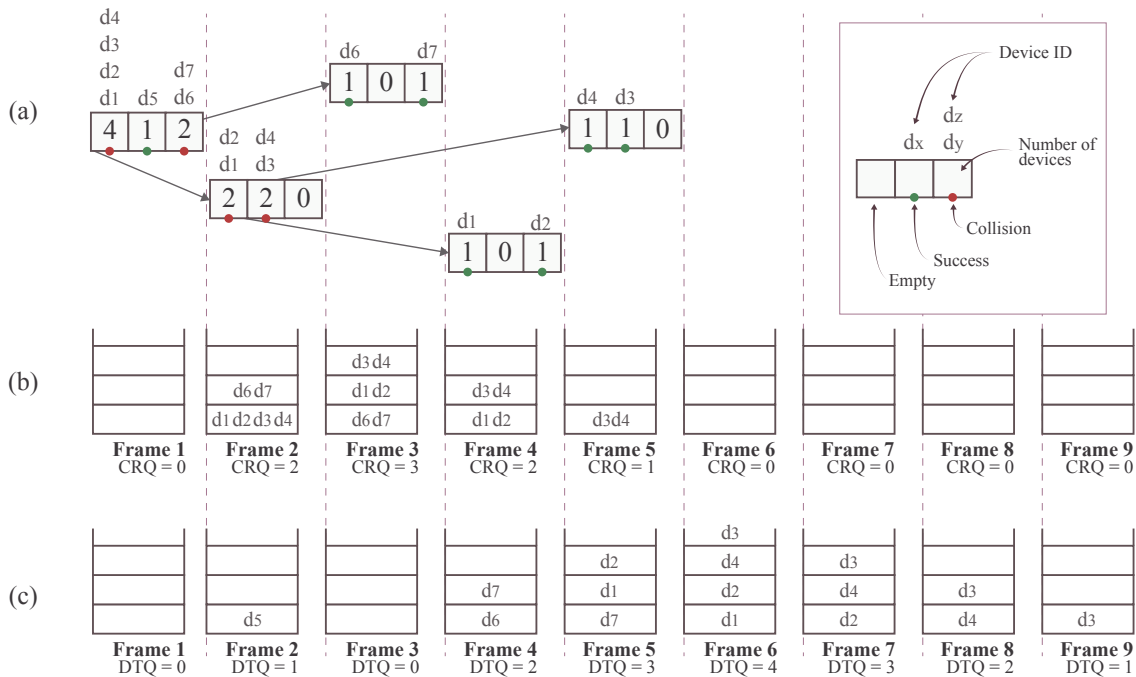 (a)
d4
d3
d2 d7
d1 d5 d6
4 1 2
d2 d4
d1 d3
2 2 0
d6 d7
1 0 1
d1 d2
1 0 1
d4 d3
1 1 0
Device ID
dz
dx dy
Number of
devices
Collision
Success
Empty
(b)
d3 d4
d6 d7 d1 d2 d3 d4
d1 d2 d3 d4 d6 d7 d1 d2 d3d4
Frame 1 Frame 2 Frame 3 Frame 4 Frame 5 Frame 6 Frame 7 Frame 8 Frame 9
CRQ = 0 CRQ = 2 CRQ = 3 CRQ = 2 CRQ = 1 CRQ = 0 CRQ = 0 CRQ = 0 CRQ = 0
(c)
d3
d2 d4 d3
d7 d1 d2 d4 d3
d5 d6 d7 d1 d2 d4 d3
Frame 1 Frame 2 Frame 3 Frame 4 Frame 5 Frame 6 Frame 7 Frame 8 Frame 9
DTQ = 0 DTQ = 1 DTQ = 0 DTQ = 2 DTQ = 3 DTQ = 4 DTQ = 3 DTQ = 2 DTQ = 1